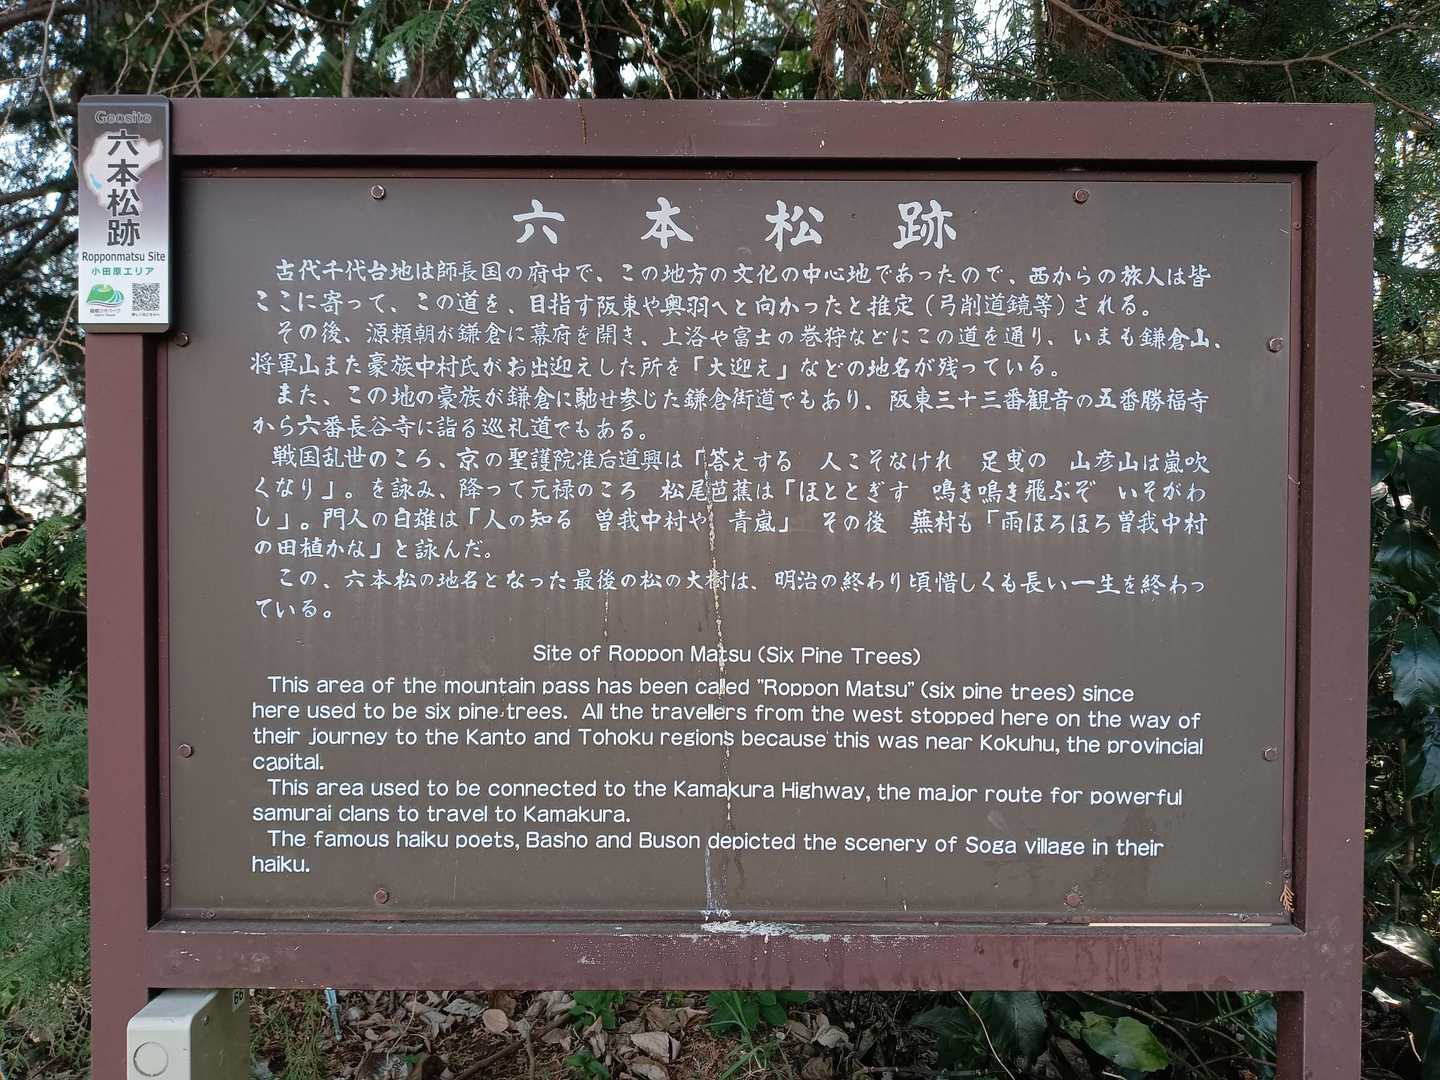 Geosite
六本松跡
Ropponmatsu Site
小田原エリア
六本松跡
古代千代台地は師長国の府中で、この地方の文化の中心地であったので、西からの旅人は皆
ここに寄って、この道を、目指す阪東や奥羽へと向かったと推定（弓削道鏡等）される。
その後、源頼朝が鎌倉に幕府を開き、上洛や富士の巻狩などにこの道を通り、いまも鎌倉山、
将軍山また豪族中村氏がお出迎えした所を「大迎え」などの地名が残っている。
また、この地の豪族が鎌倉に馳せ参じた鎌倉街道でもあり、阪東三十三番観音の五番勝福寺
から六番長谷寺に詣る巡礼道でもある。
戦国乱世のころ、京の聖護院准后道興は「答えする　人こそなけれ　足曳の　山彦山は嵐吹
くなり」。を詠み、降って元禄のころ　松尾芭蕉は「ほととぎす　鳴き鳴き飛ぶぞ　いそがわ
し」。門人の白雄は「人の知る　曽我中村や　青嵐」　その後　蕪村も「雨ほろほろ曽我中村
の田植かな」と詠んだ。
この、六本松の地名となった最後の松の大樹は、明治の終わり頃惜しくも長い一生を終わっ
ている。
Site of Roppon Matsu (Six Pine Trees)
This area of the mountain pass has been called "Roppon Matsu" (six pine trees) since
here used to be six pine trees. All the travellers from the west stopped here on the way of
their journey to the Kanto and Tohoku regions because this was near Kokuhu, the provincial
capital.
This area used to be connected to the Kamakura Highway, the major route for powerful
samurai clans to travel to Kamakura.
The famous haiku poets, Basho and Buson depicted the scenery of Soga village in their
haiku.